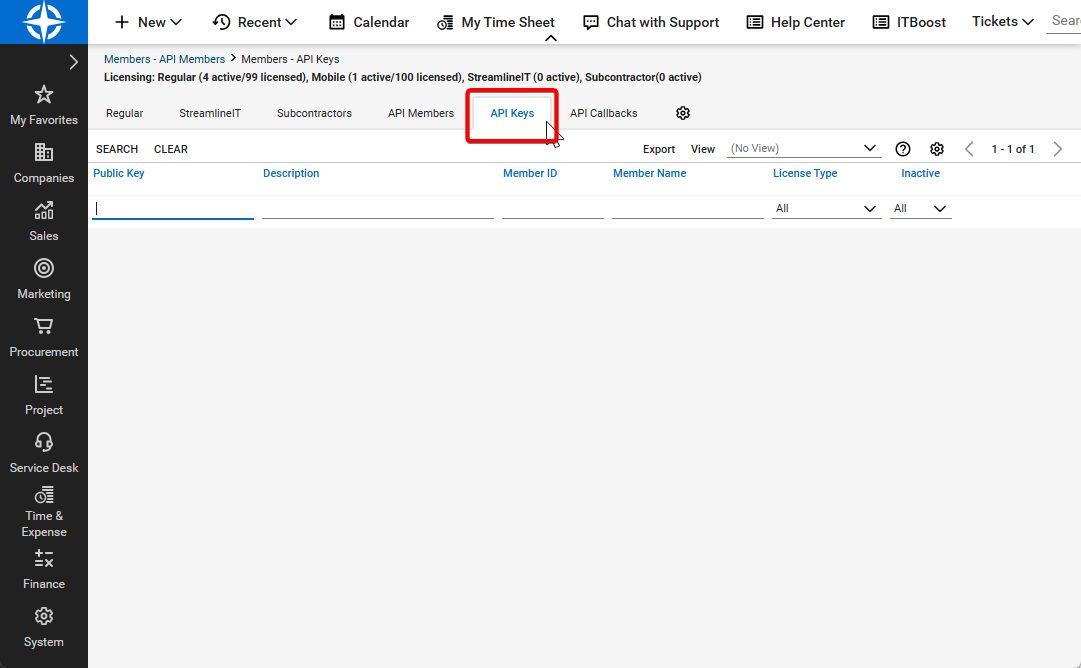 New Recent Calendar My Time Sheet Chat with Support Help Center ITBoost Tickets Sear
Members - API Members > Members - API Keys
Licensing: Regular (4 active/99 licensed), Mobile (1 active/100 licensed), StreamlineIT (0 active), Subcontractor(0 active)
Regular StreamlineIT Subcontractors API Members API Keys API Callbacks
SEARCH CLEAR Export View (No View) 1 - 1 of 1
Public Key Description Member ID Member Name License Type Inactive
All All
My Favorites
Companies
Sales
Marketing
Procurement
Project
Service Desk
Time &
Expense
Finance
System